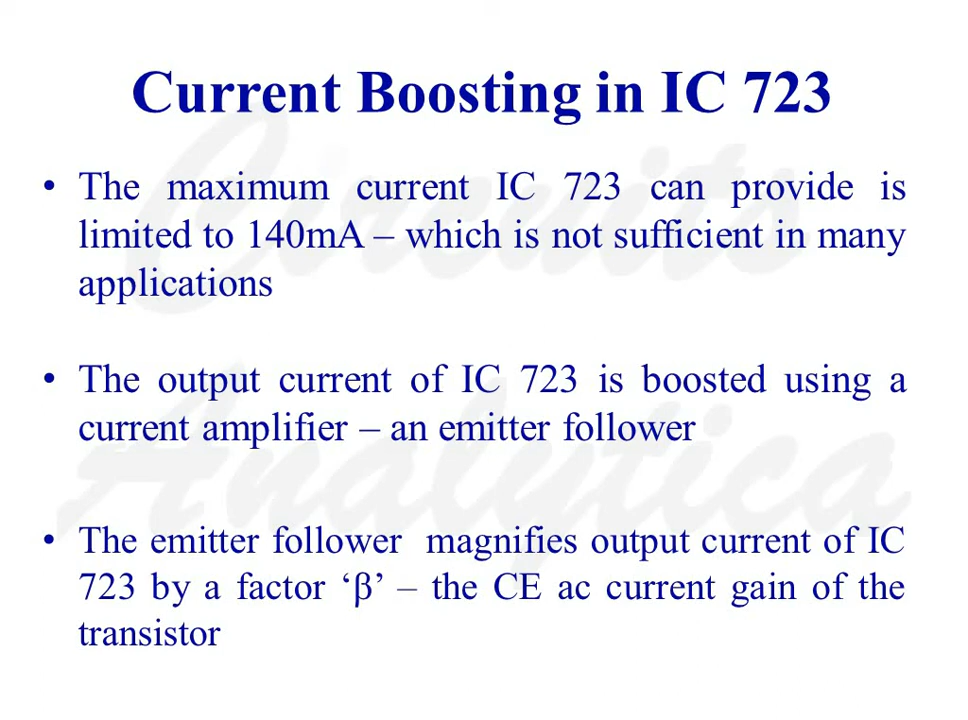 Current Boosting in IC 723
• The maximum current IC 723 can provide is
limited to 140mA – which is not sufficient in many
applications
• The output current of IC 723 is boosted using a
current amplifier – an emitter follower
• The emitter follower magnifies output current of IC
723 by a factor ‘β’ – the CE ac current gain of the
transistor
Circuits
Analytica